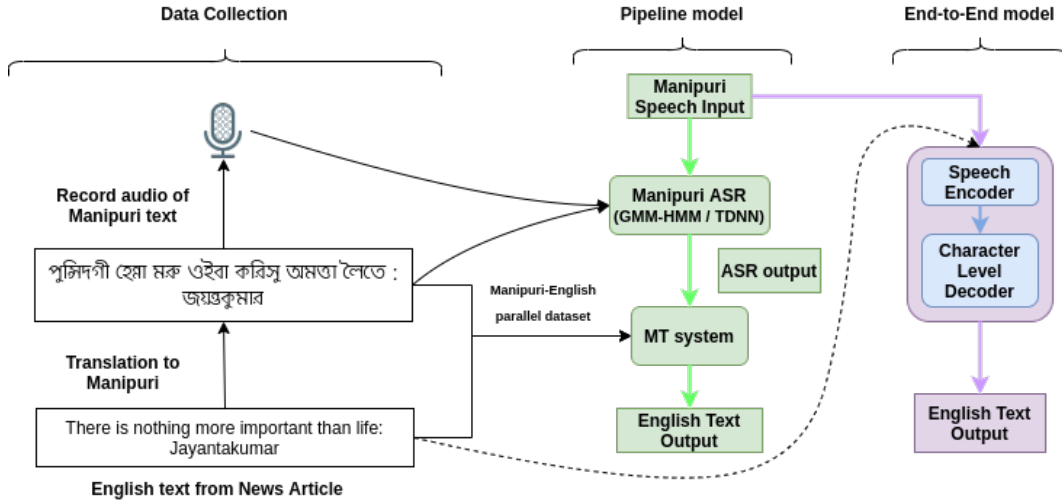 Data Collection
Pipeline model
End-to-End model
Record audio of
Manipuri text
পুন্সিদগী হেন্না মরু ওইবা করিসু অমত্তা লৈতে :
জয়ন্তকুমার
Translation to
Manipuri
There is nothing more important than life:
Jayantakumar
English text from News Article
Manipuri-English
parallel dataset
Manipuri
Speech Input
Manipuri ASR
(GMM-HMM / TDNN)
ASR output
MT system
English Text
Output
Speech
Encoder
Character
Level
Decoder
English Text
Output